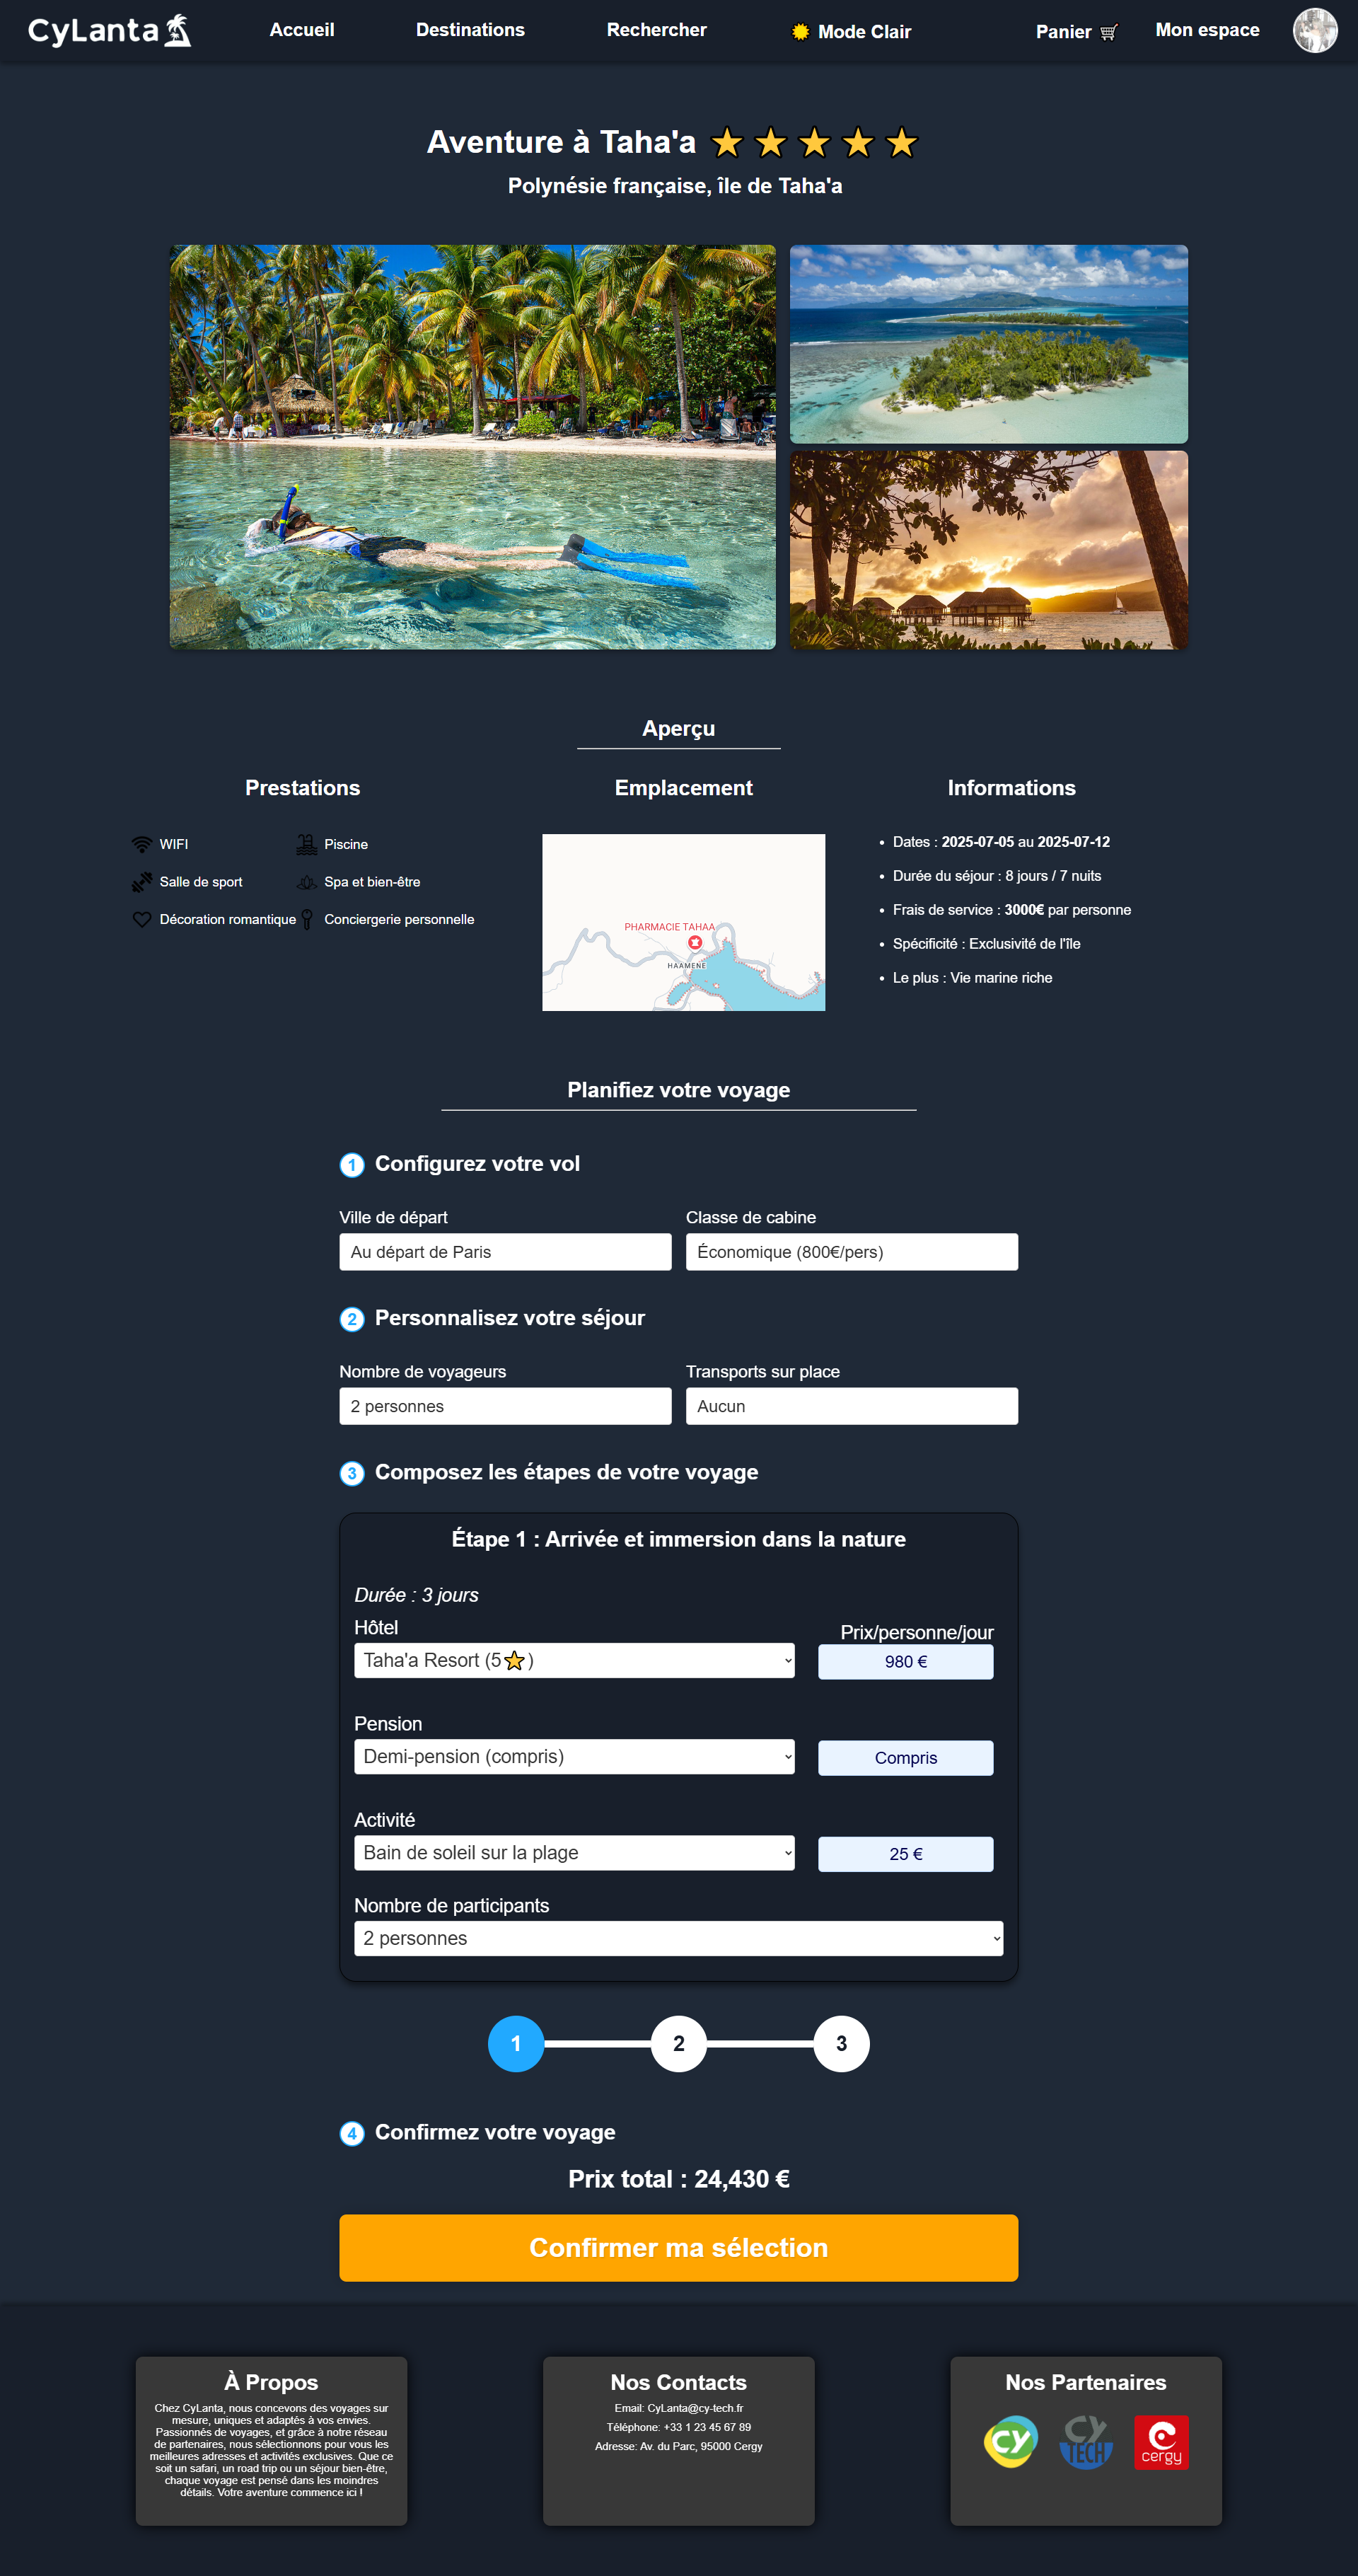 CyLanta
Accueil
Destinations
Rechercher
Mode Clair
Panier
Mon espace
Aventure à Taha'a
Polynésie française, île de Taha'a
Aperçu
Prestations
WIFI
Piscine
Salle de sport
Spa et bien-être
Décoration romantique
Conciergerie personnelle
Emplacement
PHARMACIE TAHAA
HAAMENE
Informations
• Dates : 2025-07-05 au 2025-07-12
• Durée du séjour : 8 jours / 7 nuits
• Frais de service : 3000€ par personne
• Spécificité : Exclusivité de l'île
• Le plus : Vie marine riche
Planifiez votre voyage
1 Configurez votre vol
Ville de départ
Classe de cabine
Au départ de Paris
Économique (800€/pers)
2 Personnalisez votre séjour
Nombre de voyageurs
Transports sur place
2 personnes
Aucun
3 Composez les étapes de votre voyage
Étape 1 : Arrivée et immersion dans la nature
Durée : 3 jours
Hôtel
Prix/personne/jour
Taha'a Resort (5⭐)
980 €
Pension
Demi-pension (compris)
Compris
Activité
Bain de soleil sur la plage
25 €
Nombre de participants
2 personnes
1
2
3
4 Confirmez votre voyage
Prix total : 24,430 €
Confirmer ma sélection
À Propos
Chez CyLanta, nous concevons des voyages sur
mesure, uniques et adaptés à vos envies.
Passionnés de voyages, et grâce à notre réseau
de partenaires, nous sélectionnons pour vous les
meilleures adresses et activités exclusives. Que ce
soit un safari, un road trip ou un séjour bien-être,
chaque voyage est pensé dans les moindres
détails. Votre aventure commence ici !
Nos Contacts
Email: CyLanta@cy-tech.fr
Téléphone: +33 1 23 45 67 89
Adresse: Av. du Parc, 95000 Cergy
Nos Partenaires
CY
CY TECH
cergy